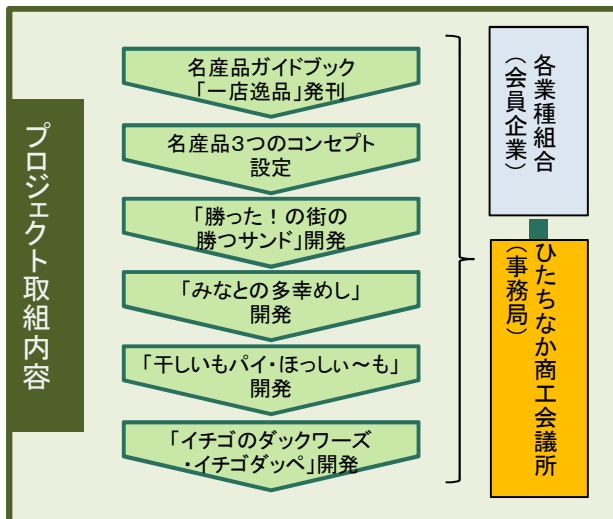 プロジェクト取組内容
名産品ガイドブック
「一店逸品」発刊
名産品3つのコンセプト
設定
「勝った！の街の
勝つサンド」開発
「みなとの多幸めし」
開発
「干しいもパイ・ほっしぃ～も」
開発
「イチゴのダックワーズ
・イチゴダッペ」開発
各業種組合
（会員企業）
ひたちなか商工会議所
（事務局）